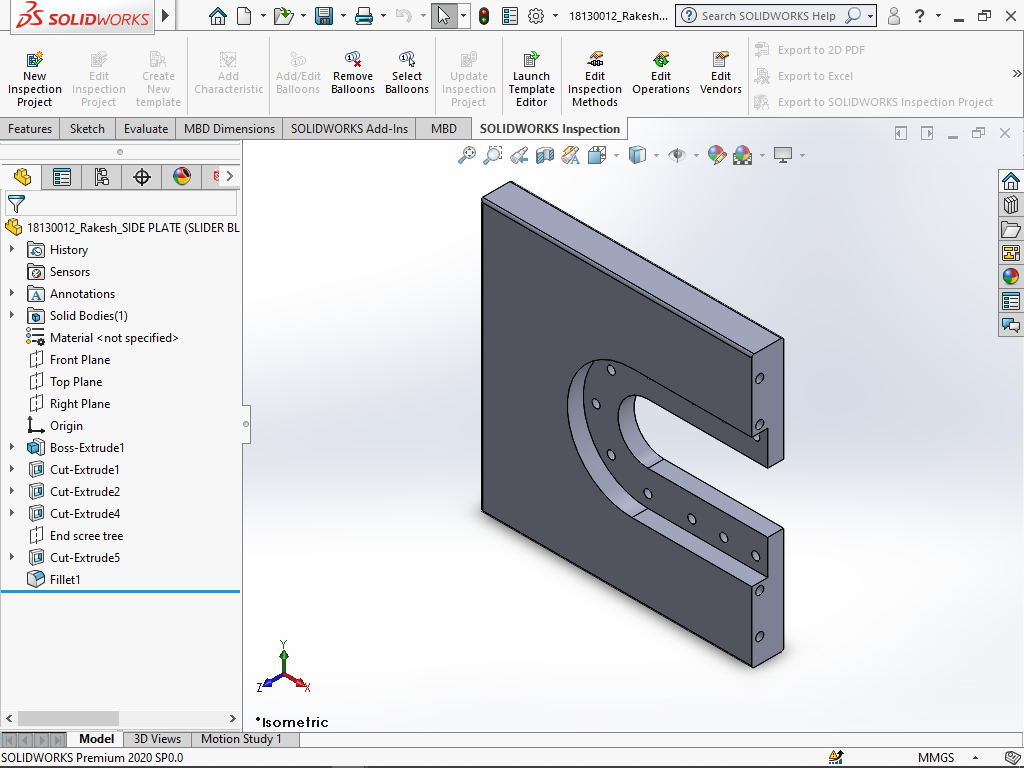 SOLIDWORKS
18130012_Rakesh...
Search SOLIDWORKS Help
New Inspection Project
Edit Inspection Project
Create New template
Add Characteristic
Add/Edit Balloons
Remove Balloons
Select Balloons
Update Inspection Project
Launch Template Editor
Edit Inspection Methods
Edit Operations
Edit Vendors
Export to 2D PDF
Export to Excel
Export to SOLIDWORKS Inspection Project
Features
Sketch
Evaluate
MBD Dimensions
SOLIDWORKS Add-Ins
MBD
SOLIDWORKS Inspection
18130012_Rakesh_SIDE PLATE (SLIDER BL
History
Sensors
Annotations
Solid Bodies(1)
Material <not specified>
Front Plane
Top Plane
Right Plane
Origin
Boss-Extrude1
Cut-Extrude1
Cut-Extrude2
Cut-Extrude4
End scree tree
Cut-Extrude5
Fillet1
Y
Z
X
*Isometric
Model
3D Views
Motion Study 1
SOLIDWORKS Premium 2020 SP0.0
MMGS